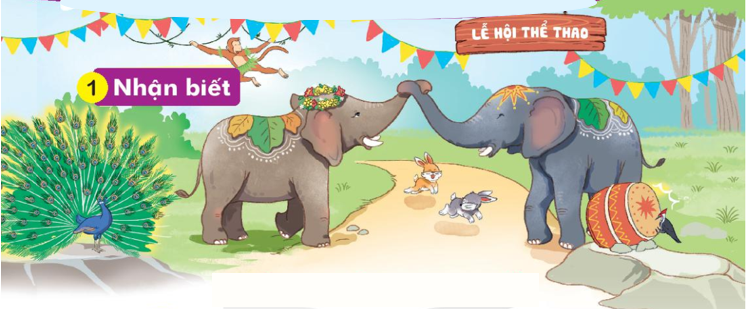 LỄ HỘI THỂ THAO
1 Nhận biết